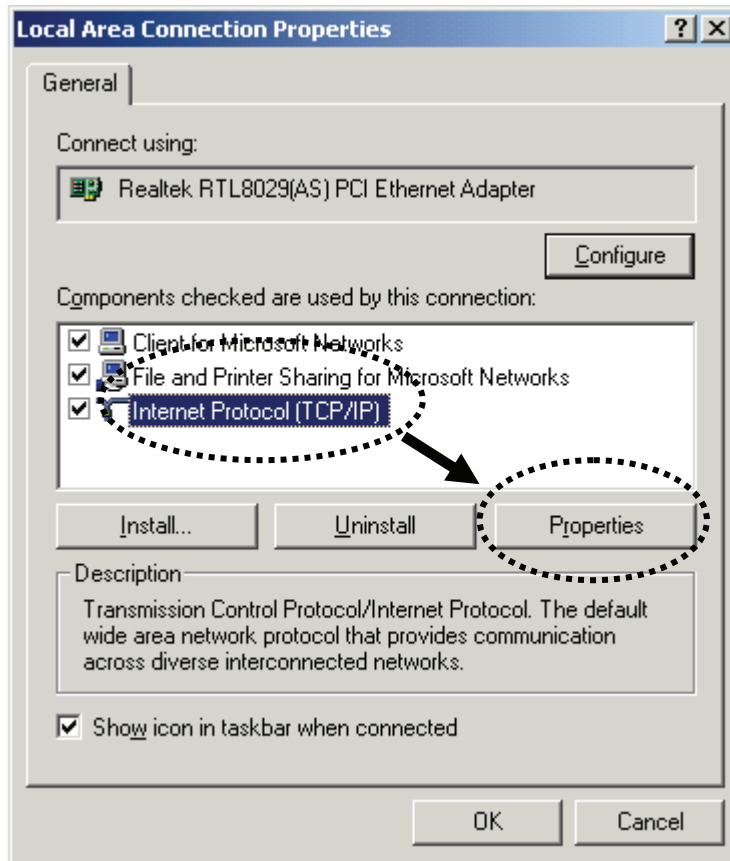 Local Area Connection Properties
General
Connect using:
Realtek RTL8029(AS) PCI Ethernet Adapter
Configure
Components checked are used by this connection:
Client for Microsoft Networks
File and Printer Sharing for Microsoft Networks
Internet Protocol (TCP/IP)
Install... Uninstall Properties
Description
Transmission Control Protocol/Internet Protocol. The default
wide area network protocol that provides communication
across diverse interconnected networks.
Show icon in taskbar when connected
OK Cancel